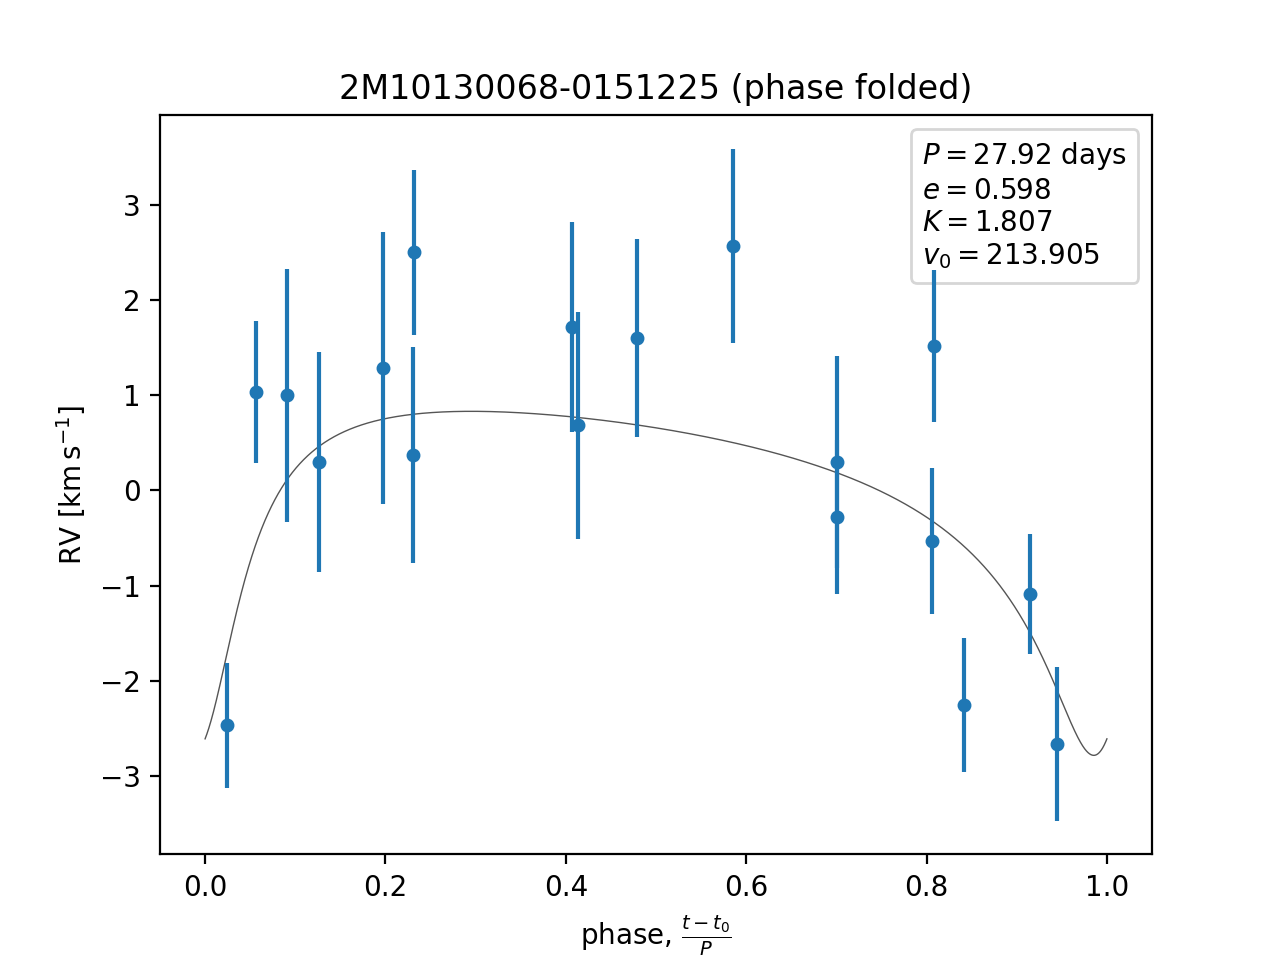 2M10130068-0151225 (phase folded)
P = 27.92 days
e = 0.598
K = 1.807
v₀ = 213.905
3
2
1
0
−1
−2
−3
RV [km s⁻¹]
0.0 0.2 0.4 0.6 0.8 1.0
phase, (t − t₀)/P